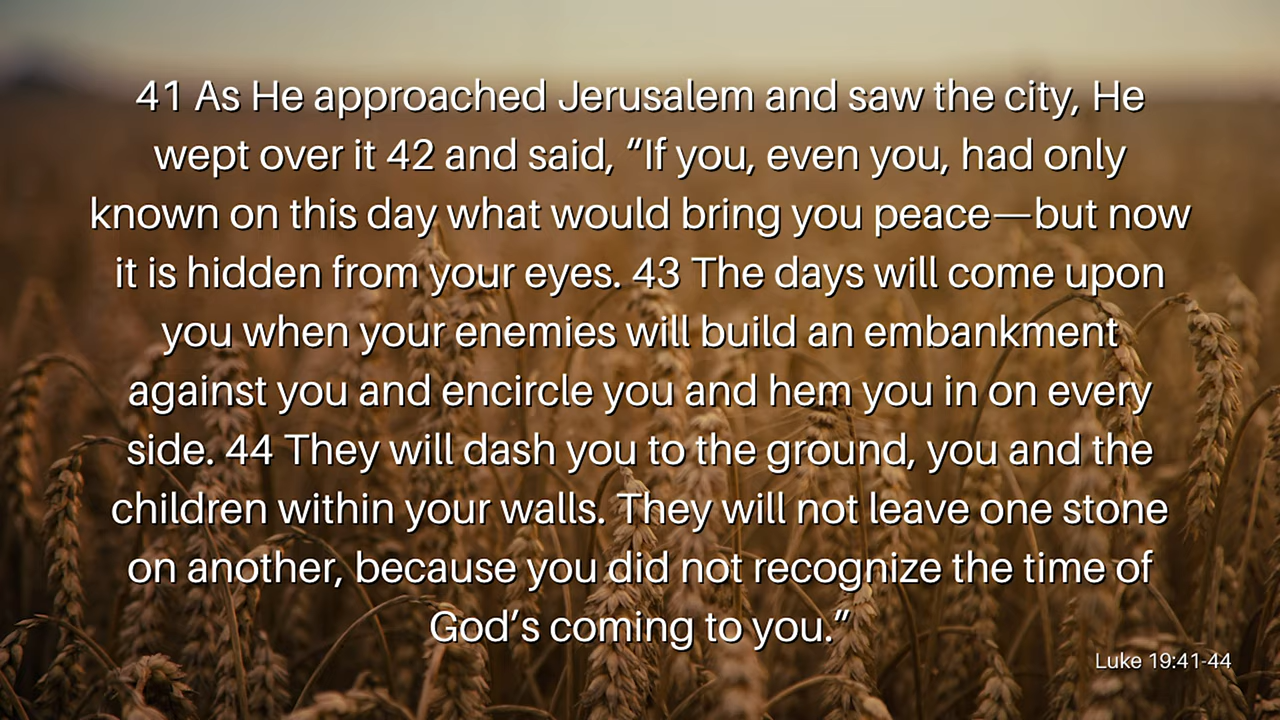 41 As He approached Jerusalem and saw the city, He
wept over it 42 and said, “If you, even you, had only
known on this day what would bring you peace—but now
it is hidden from your eyes. 43 The days will come upon
you when your enemies will build an embankment
against you and encircle you and hem you in on every
side. 44 They will dash you to the ground, you and the
children within your walls. They will not leave one stone
on another, because you did not recognize the time of
God’s coming to you.”
Luke 19:41-44